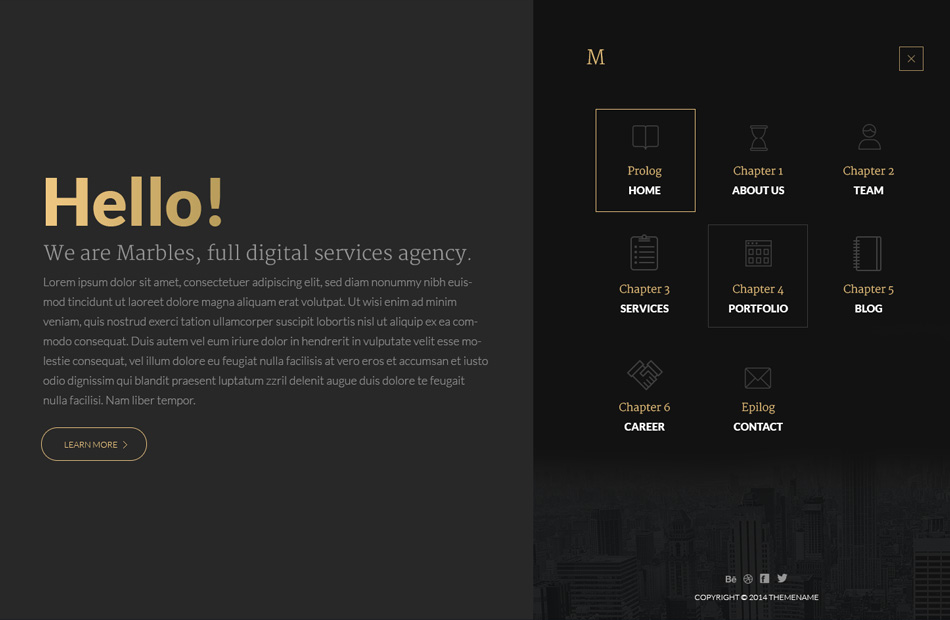 Hello!
We are Marbles, full digital services agency.
Lorem ipsum dolor sit amet, consectetuer adipiscing elit, sed diam nonummy nibh euis-
mod tincidunt ut laoreet dolore magna aliquam erat volutpat. Ut wisi enim ad minim
veniam, quis nostrud exerci tation ullamcorper suscipit lobortis nisl ut aliquip ex ea com-
modo consequat. Duis autem vel eum iriure dolor in hendrerit in vulputate velit esse mo-
lestie consequat, vel illum dolore eu feugiat nulla facilisis at vero eros et accumsan et iusto
odio dignissim qui blandit praesent luptatum zzril delenit augue duis dolore te feugait
nulla facilisi. Nam liber tempor.
LEARN MORE
M
Prolog
HOME
Chapter 1
ABOUT US
Chapter 2
TEAM
Chapter 3
SERVICES
Chapter 4
PORTFOLIO
Chapter 5
BLOG
Chapter 6
CAREER
Epilog
CONTACT
Bē
COPYRIGHT © 2014 THEMENAME